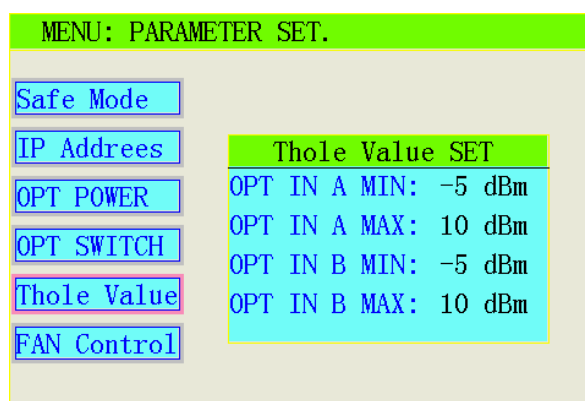 MENU: PARAMETER SET.
Safe Mode
IP Addrees
OPT POWER
OPT SWITCH
Thole Value
FAN Control
Thole Value SET
OPT IN A MIN: -5 dBm
OPT IN A MAX: 10 dBm
OPT IN B MIN: -5 dBm
OPT IN B MAX: 10 dBm